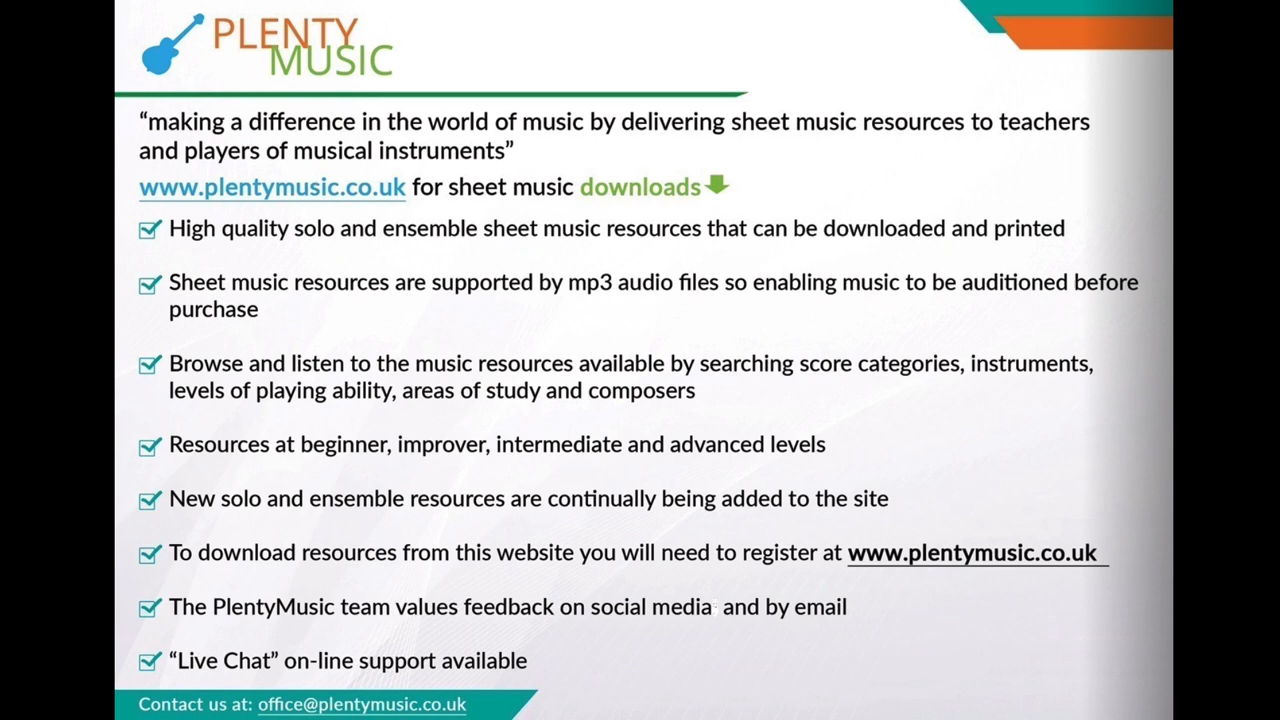 PLENTY
MUSIC
“making a difference in the world of music by delivering sheet music resources to teachers
and players of musical instruments”
www.plentymusic.co.uk for sheet music downloads
High quality solo and ensemble sheet music resources that can be downloaded and printed
Sheet music resources are supported by mp3 audio files so enabling music to be auditioned before
purchase
Browse and listen to the music resources available by searching score categories, instruments,
levels of playing ability, areas of study and composers
Resources at beginner, improver, intermediate and advanced levels
New solo and ensemble resources are continually being added to the site
To download resources from this website you will need to register at www.plentymusic.co.uk
The PlentyMusic team values feedback on social media and by email
“Live Chat” on-line support available
Contact us at: office@plentymusic.co.uk